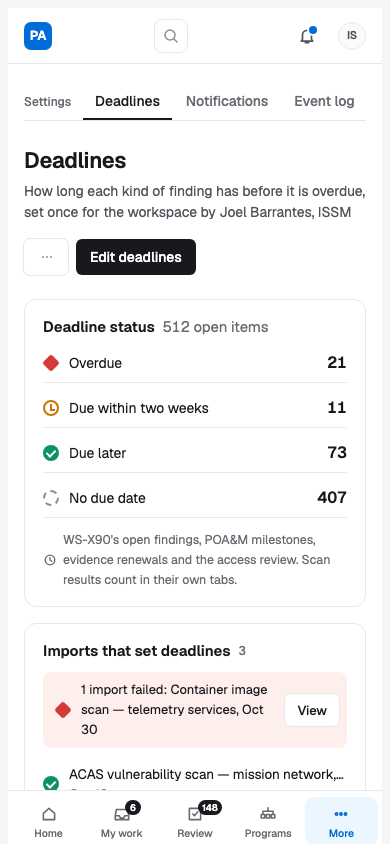 PA
IS
Settings Deadlines Notifications Event log
Deadlines
How long each kind of finding has before it is overdue,
set once for the workspace by Joel Barrantes, ISSM
... Edit deadlines
Deadline status 512 open items
Overdue 21
Due within two weeks 11
Due later 73
No due date 407
WS-X90's open findings, POA&M milestones,
evidence renewals and the access review. Scan
results count in their own tabs.
Imports that set deadlines 3
1 import failed: Container image
scan — telemetry services, Oct
30
View
ACAS vulnerability scan — mission network,...
6 148
Home My work Review Programs More